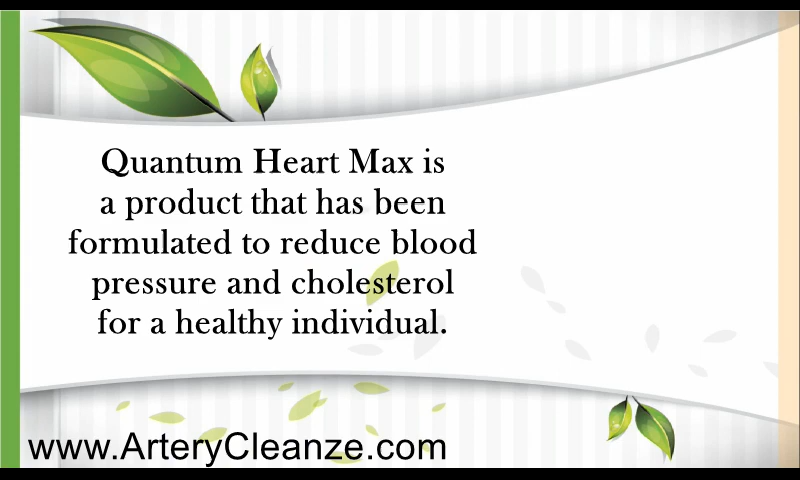 Quantum Heart Max is
a product that has been
formulated to reduce blood
pressure and cholesterol
for a healthy individual.
www.ArteryCleanze.com